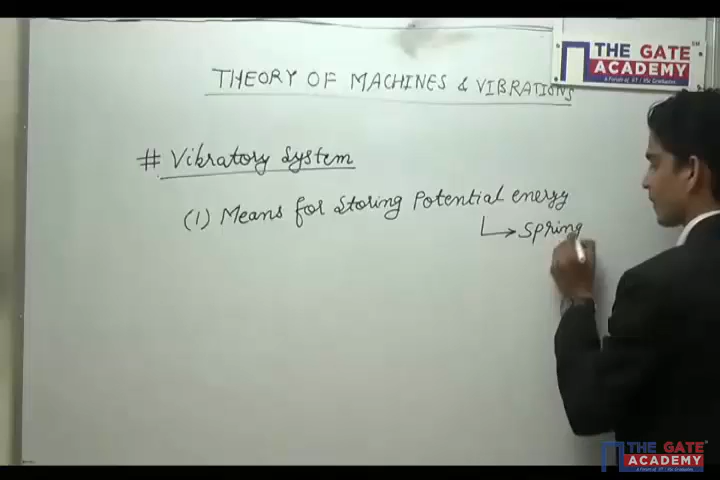 THE GATE
ACADEMY
A Forum of IIT / IISc Graduates
THEORY OF MACHINES & VIBRATIONS
# Vibratory System
(1) Means for storing Potential energy
↳ Spring
THE GATE
ACADEMY